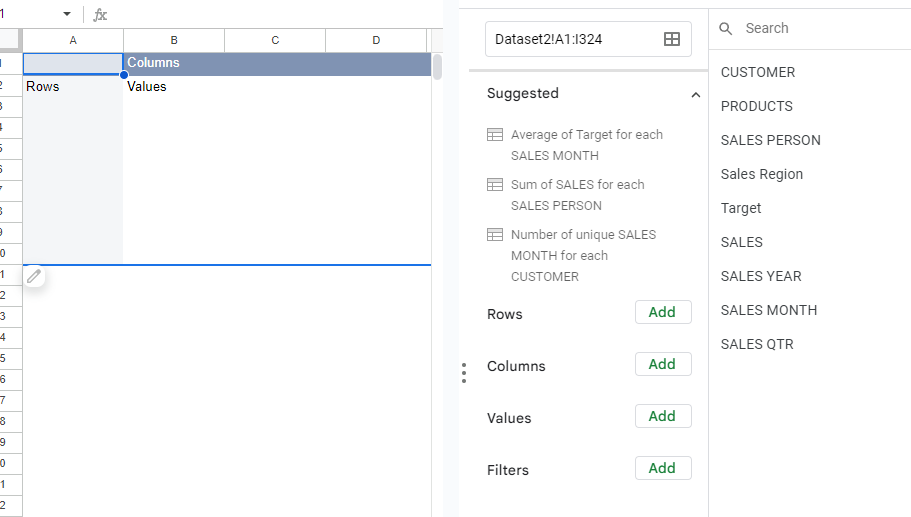 1 fx
A B C D
1 Columns
2 Rows Values
3
4
5
6
7
8
9
0
1
2
3
4
5
6
7
8
9
0
1
2
Dataset2!A1:I324
Suggested
Average of Target for each
SALES MONTH
Sum of SALES for each
SALES PERSON
Number of unique SALES
MONTH for each
CUSTOMER
Rows Add
Columns Add
Values Add
Filters Add
Search
CUSTOMER
PRODUCTS
SALES PERSON
Sales Region
Target
SALES
SALES YEAR
SALES MONTH
SALES QTR